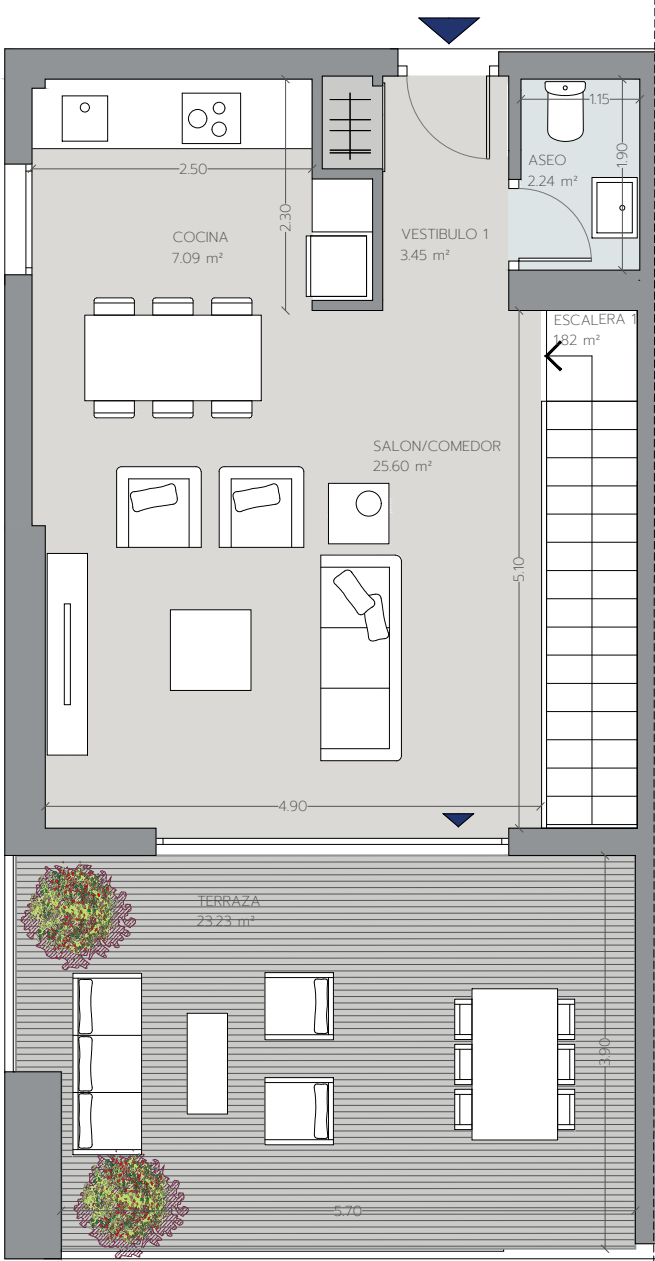 1.15
ASEO
2.24 m²
1.90
2.50
2.30
COCINA
7.09 m²
VESTIBULO 1
3.45 m²
ESCALERA 1
1.82 m²
SALON/COMEDOR
25.60 m²
5.10
4.90
TERRAZA
23.23 m²
3.90
5.70